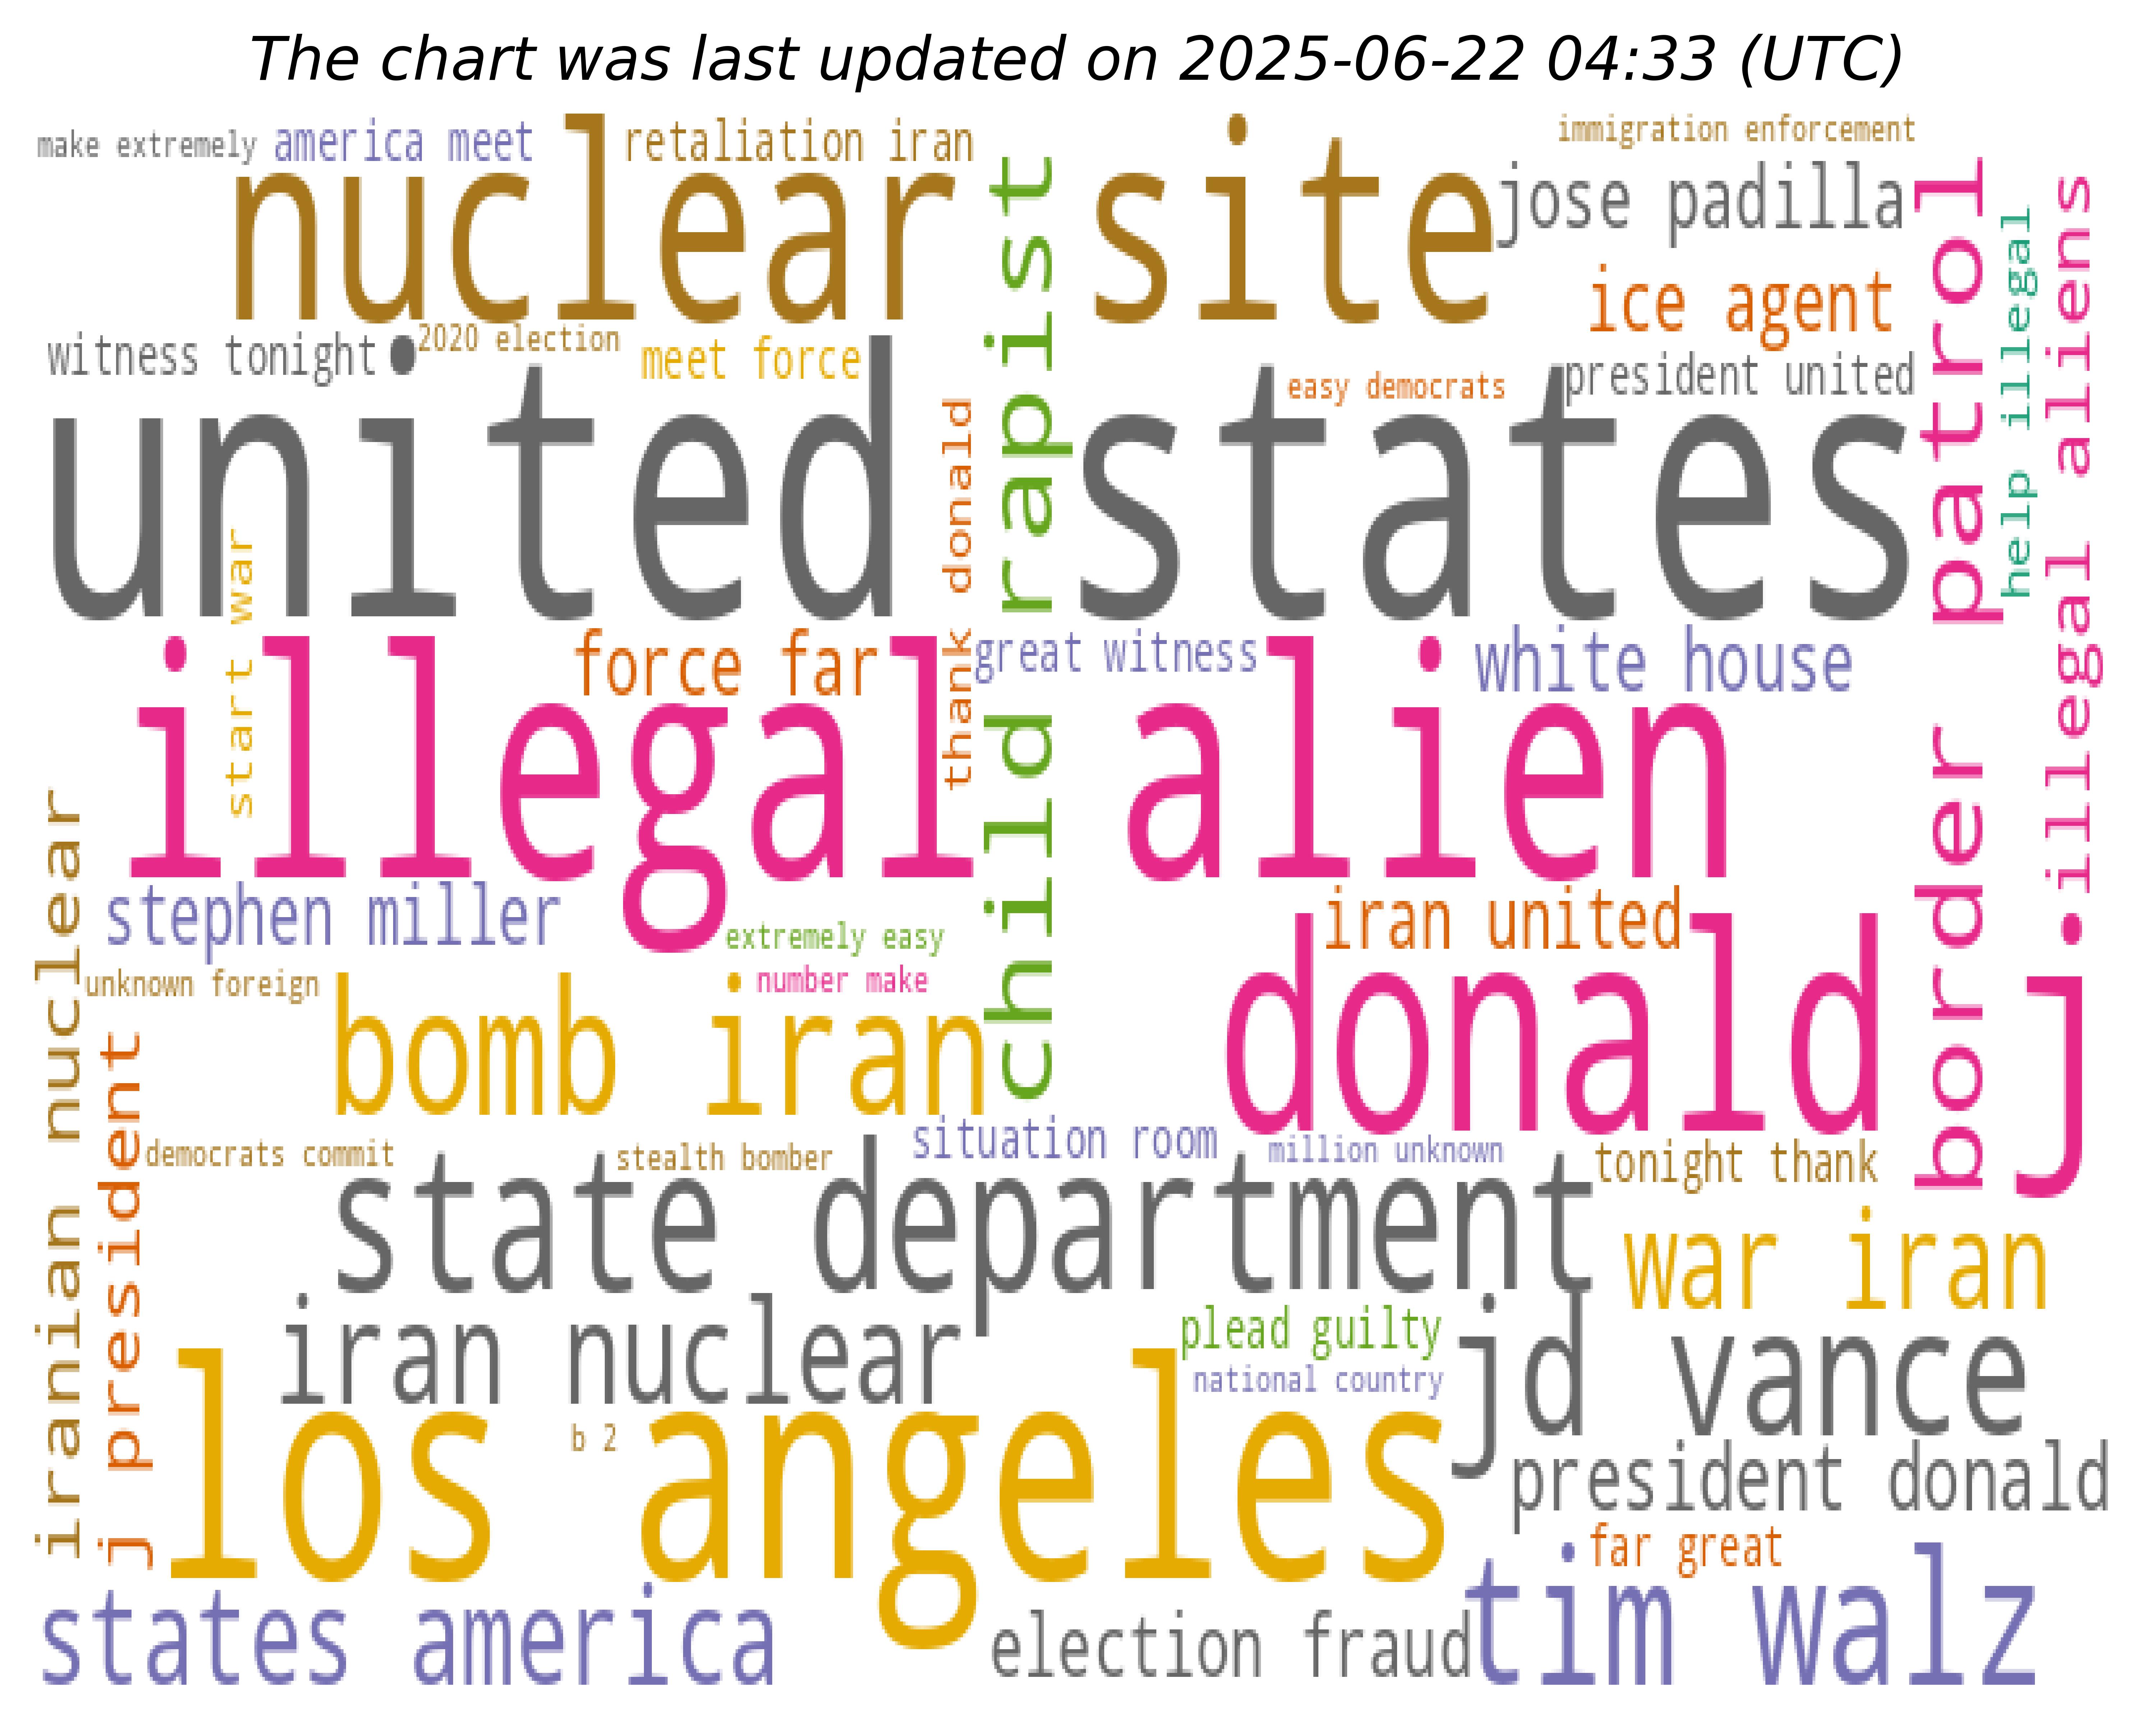 The chart was last updated on 2025-06-22 04:33 (UTC)
make extremely
america meet
retaliation iran
immigration enforcement
nuclear site
jose padilla
ice agent
border patrol
help illegal
illegal aliens
witness tonight
2020 election
meet force
easy democrats
president united
united states
thank donald
child rapist
start war
force far
great witness
white house
illegal alien
stephen miller
extremely easy
iran united
iranian nuclear
unknown foreign
number make
bomb iran
donald j
j president
democrats commit
stealth bomber
situation room
million unknown
tonight thank
state department
war iran
iran nuclear
plead guilty
national country
jd vance
b 2
los angeles
president donald
far great
states america
election fraud
tim walz